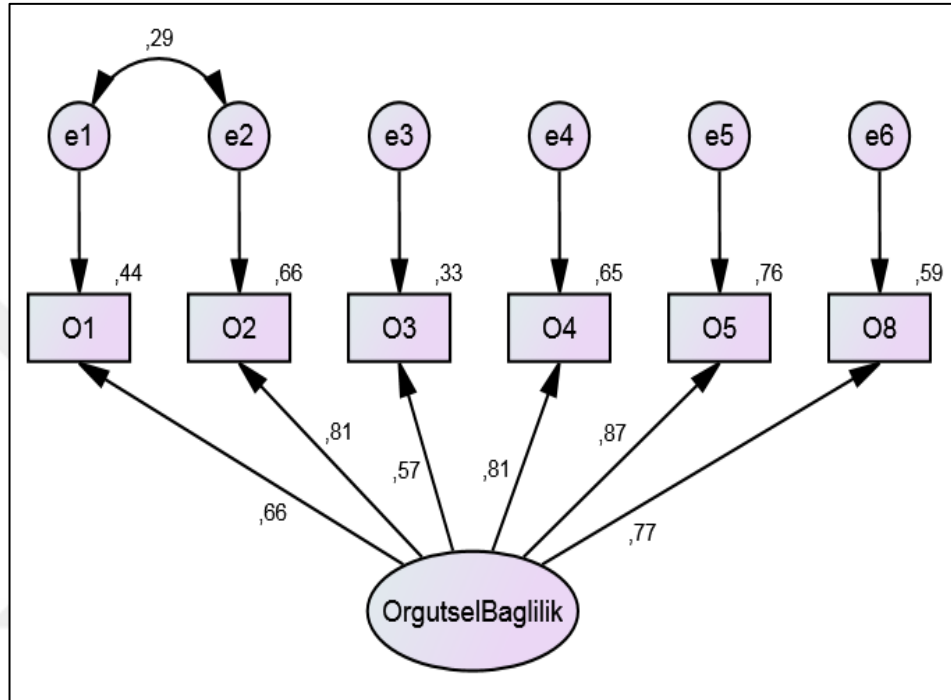 ,29
e1 e2 e3 e4 e5 e6
,44 ,66 ,33 ,65 ,76 ,59
O1 O2 O3 O4 O5 O8
,66 ,81 ,57 ,81 ,87 ,77
OrgutselBaglilik